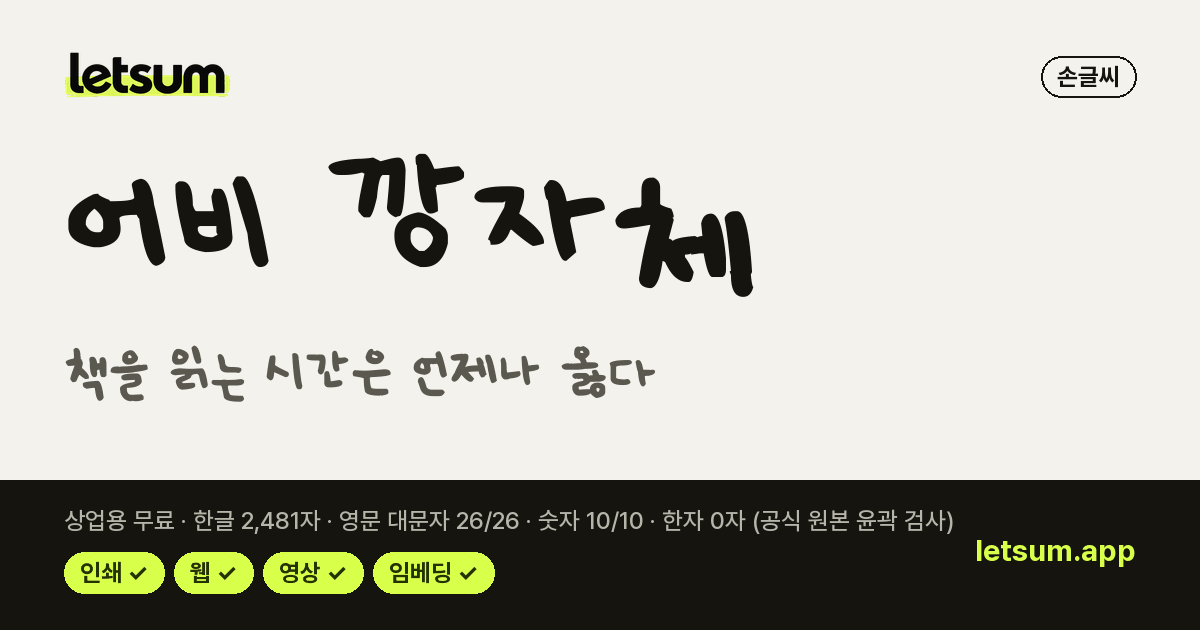 letsum
손글씨
어비 깡자체
책을 읽는 시간은 언제나 옳다
상업용 무료 · 한글 2,481자 · 영문 대문자 26/26 · 숫자 10/10 · 한자 0자 (공식 원본 윤곽 검사)
인쇄 ✓ 웹 ✓ 영상 ✓ 임베딩 ✓
letsum.app